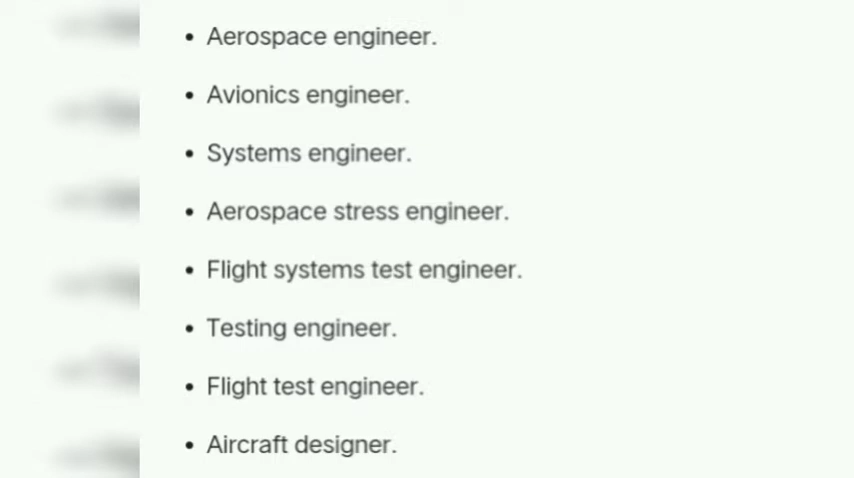 • Aerospace engineer.
• Avionics engineer.
• Systems engineer.
• Aerospace stress engineer.
• Flight systems test engineer.
• Testing engineer.
• Flight test engineer.
• Aircraft designer.